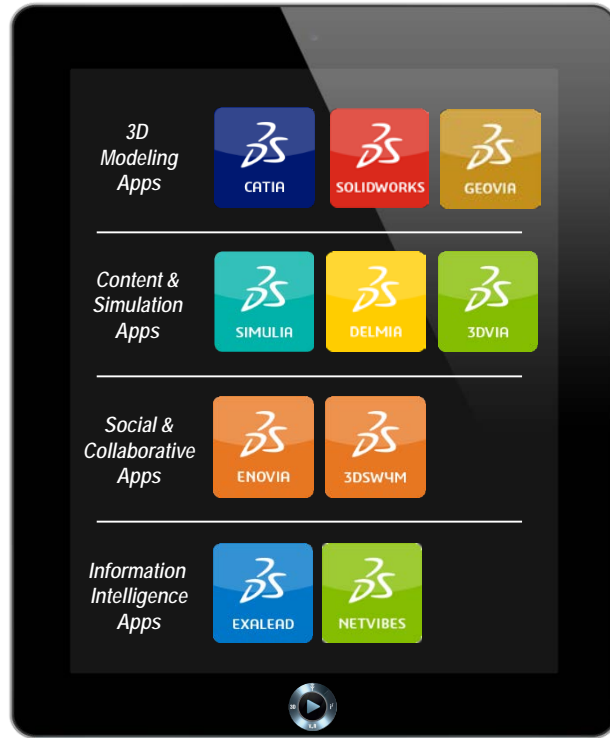 3D
Modeling
Apps
CATIA
SOLIDWORKS
GEOVIA
Content &
Simulation
Apps
SIMULIA
DELMIA
3DVIA
Social &
Collaborative
Apps
ENOVIA
3DSW4M
Information
Intelligence
Apps
EXALEAD
NETVIBES
3D